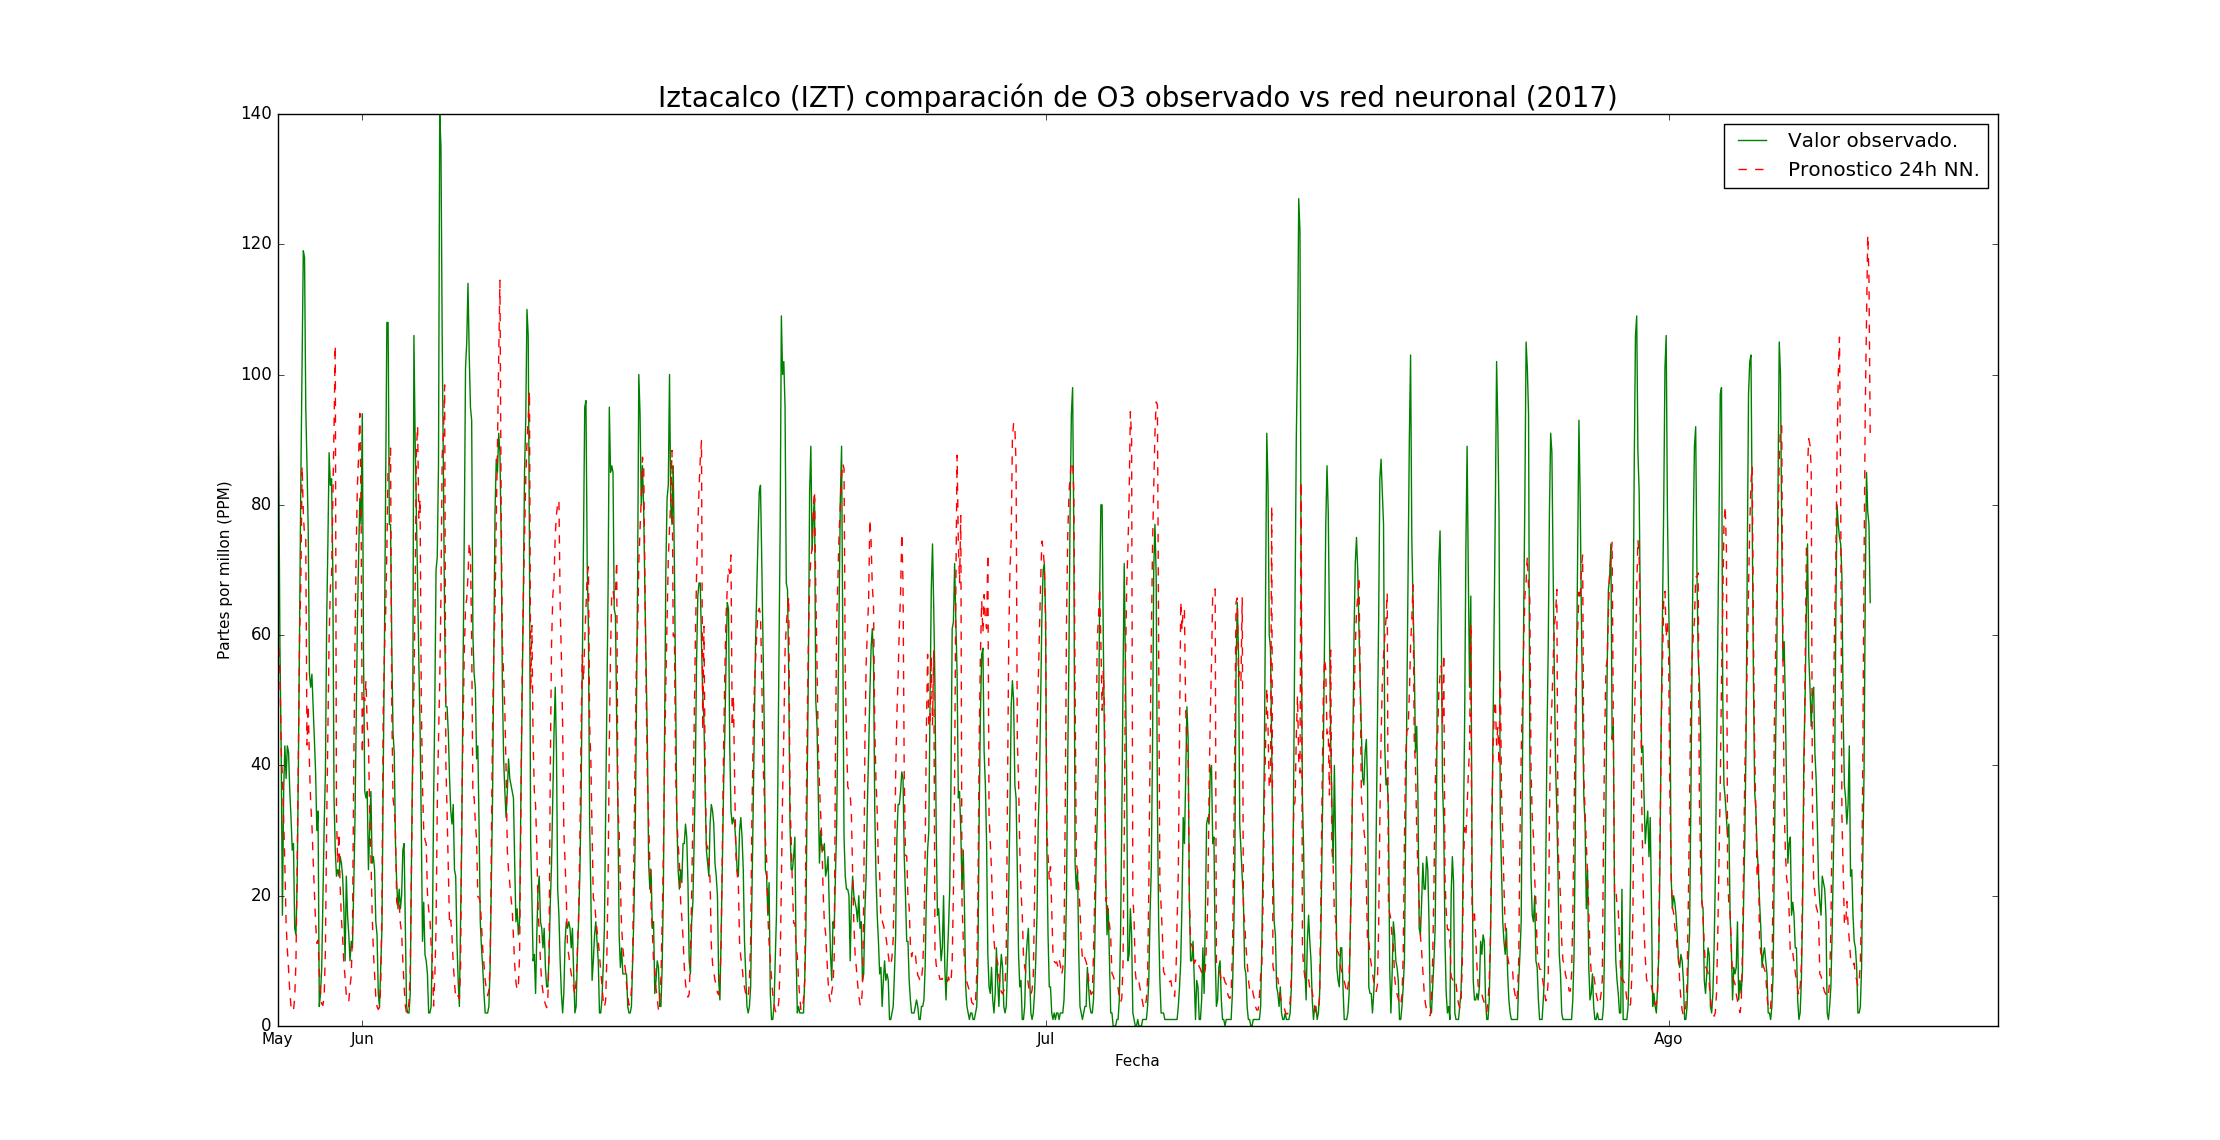 Iztacalco (IZT) comparación de O3 observado vs red neuronal (2017)
Valor observado.
Pronostico 24h NN.
Partes por millon (PPM)
140
120
100
80
60
40
20
0
May Jun Jul Ago
Fecha